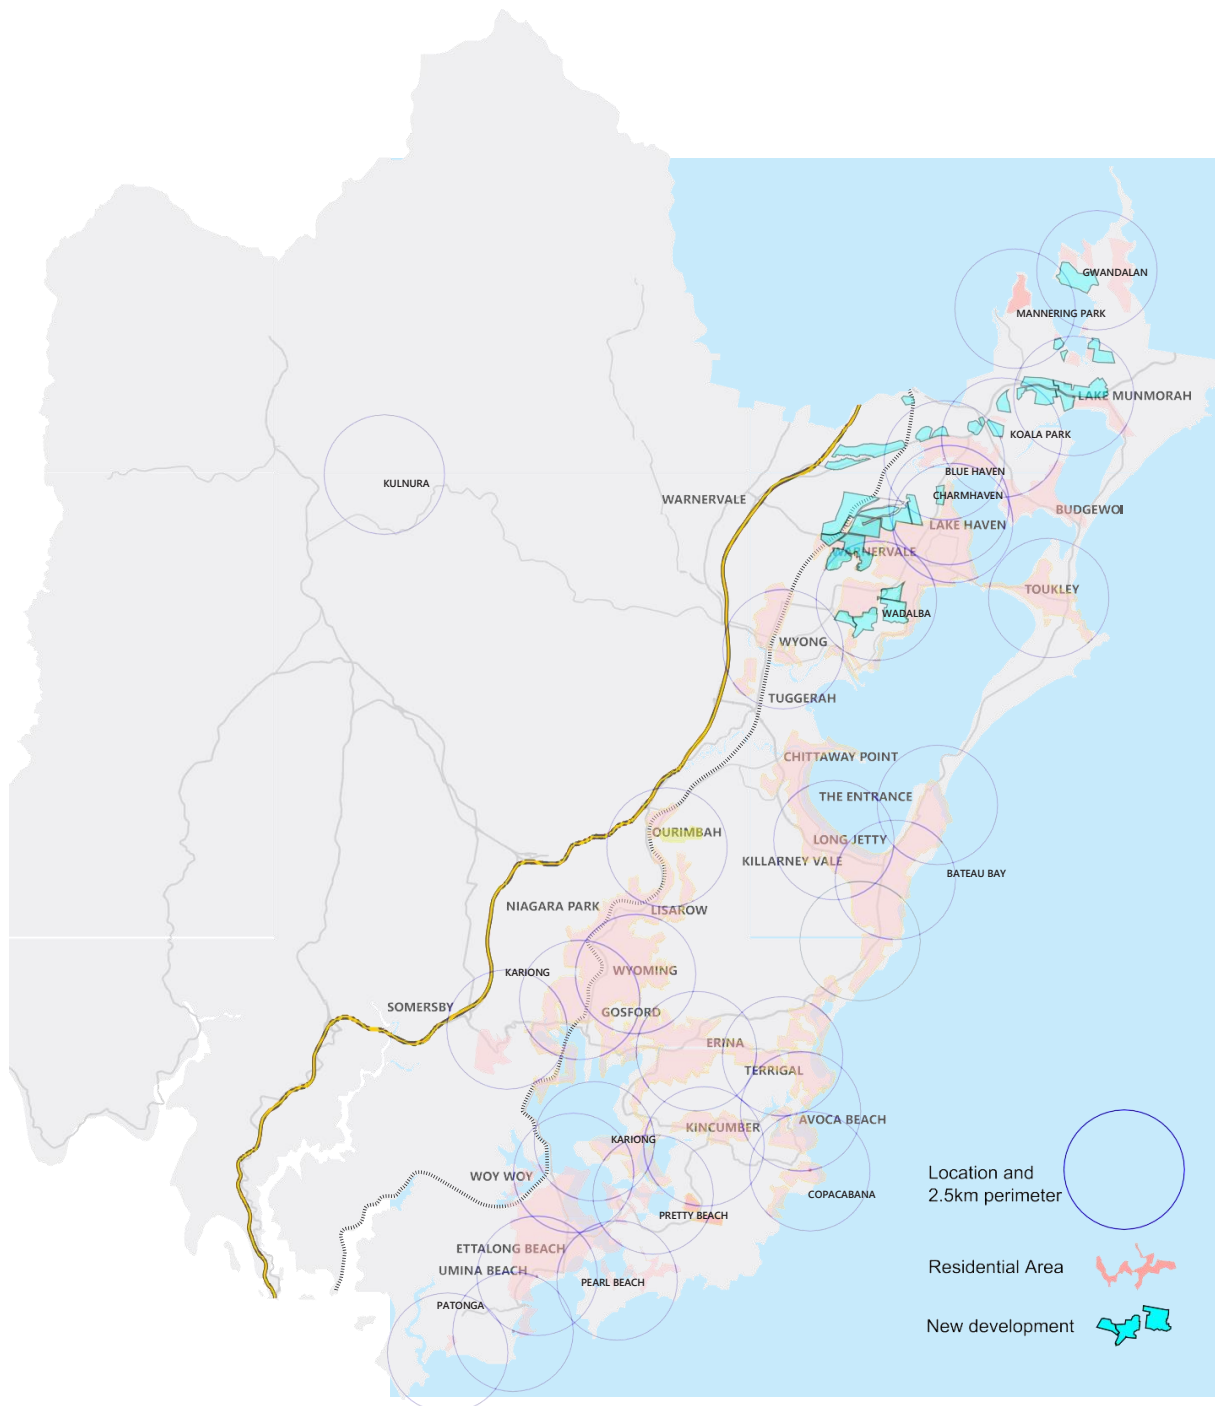 GWANDALAN
MANNERING PARK
LAKE MUNMORAH
KOALA PARK
BLUE HAVEN
KULNURA
CHARMHAVEN
WARNERVALE
BUDGEWOI
LAKE HAVEN
WARNERVALE
TOUKLEY
WADALBA
WYONG
TUGGERAH
CHITTAWAY POINT
THE ENTRANCE
OURIMBAH
LONG JETTY
KILLARNEY VALE
BATEAU BAY
NIAGARA PARK
LISAROW
KARIONG
WYOMING
SOMERSBY
GOSFORD
ERINA
TERRIGAL
AVOCA BEACH
KINCUMBER
KARIONG
WOY WOY
Location and
2.5km perimeter
COPACABANA
PRETTY BEACH
ETTALONG BEACH
UMINA BEACH
Residential Area
PEARL BEACH
PATONGA
New development